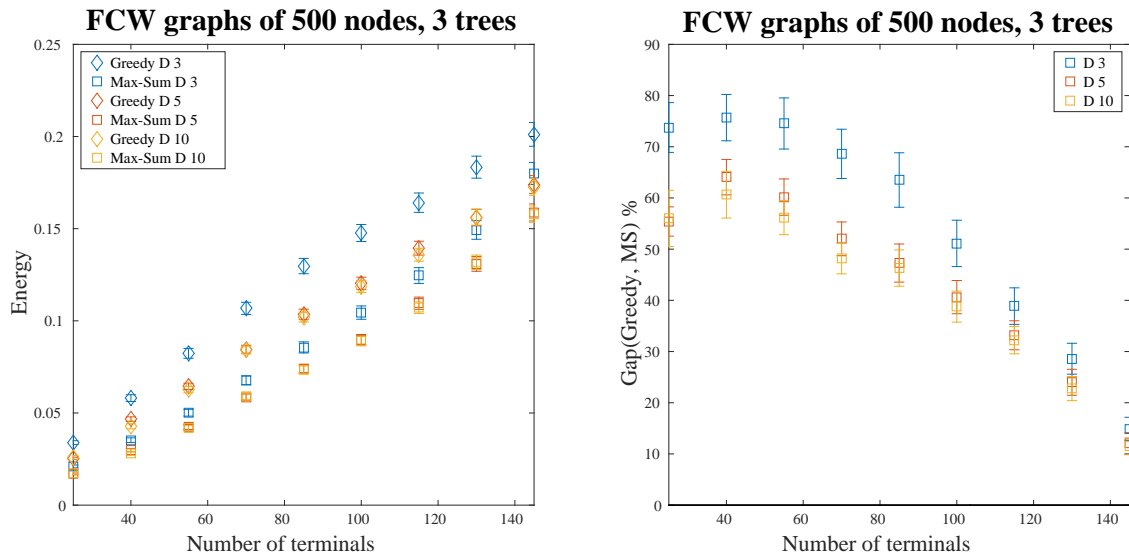 FCW graphs of 500 nodes, 3 trees
0.25
0.2
0.15
0.1
0.05
0
Energy
Greedy D 3
Max-Sum D 3
Greedy D 5
Max-Sum D 5
Greedy D 10
Max-Sum D 10
40 60 80 100 120 140
Number of terminals
FCW graphs of 500 nodes, 3 trees
90
80
70
60
50
40
30
20
10
0
Gap(Greedy, MS) %
D 3
D 5
D 10
40 60 80 100 120 140
Number of terminals